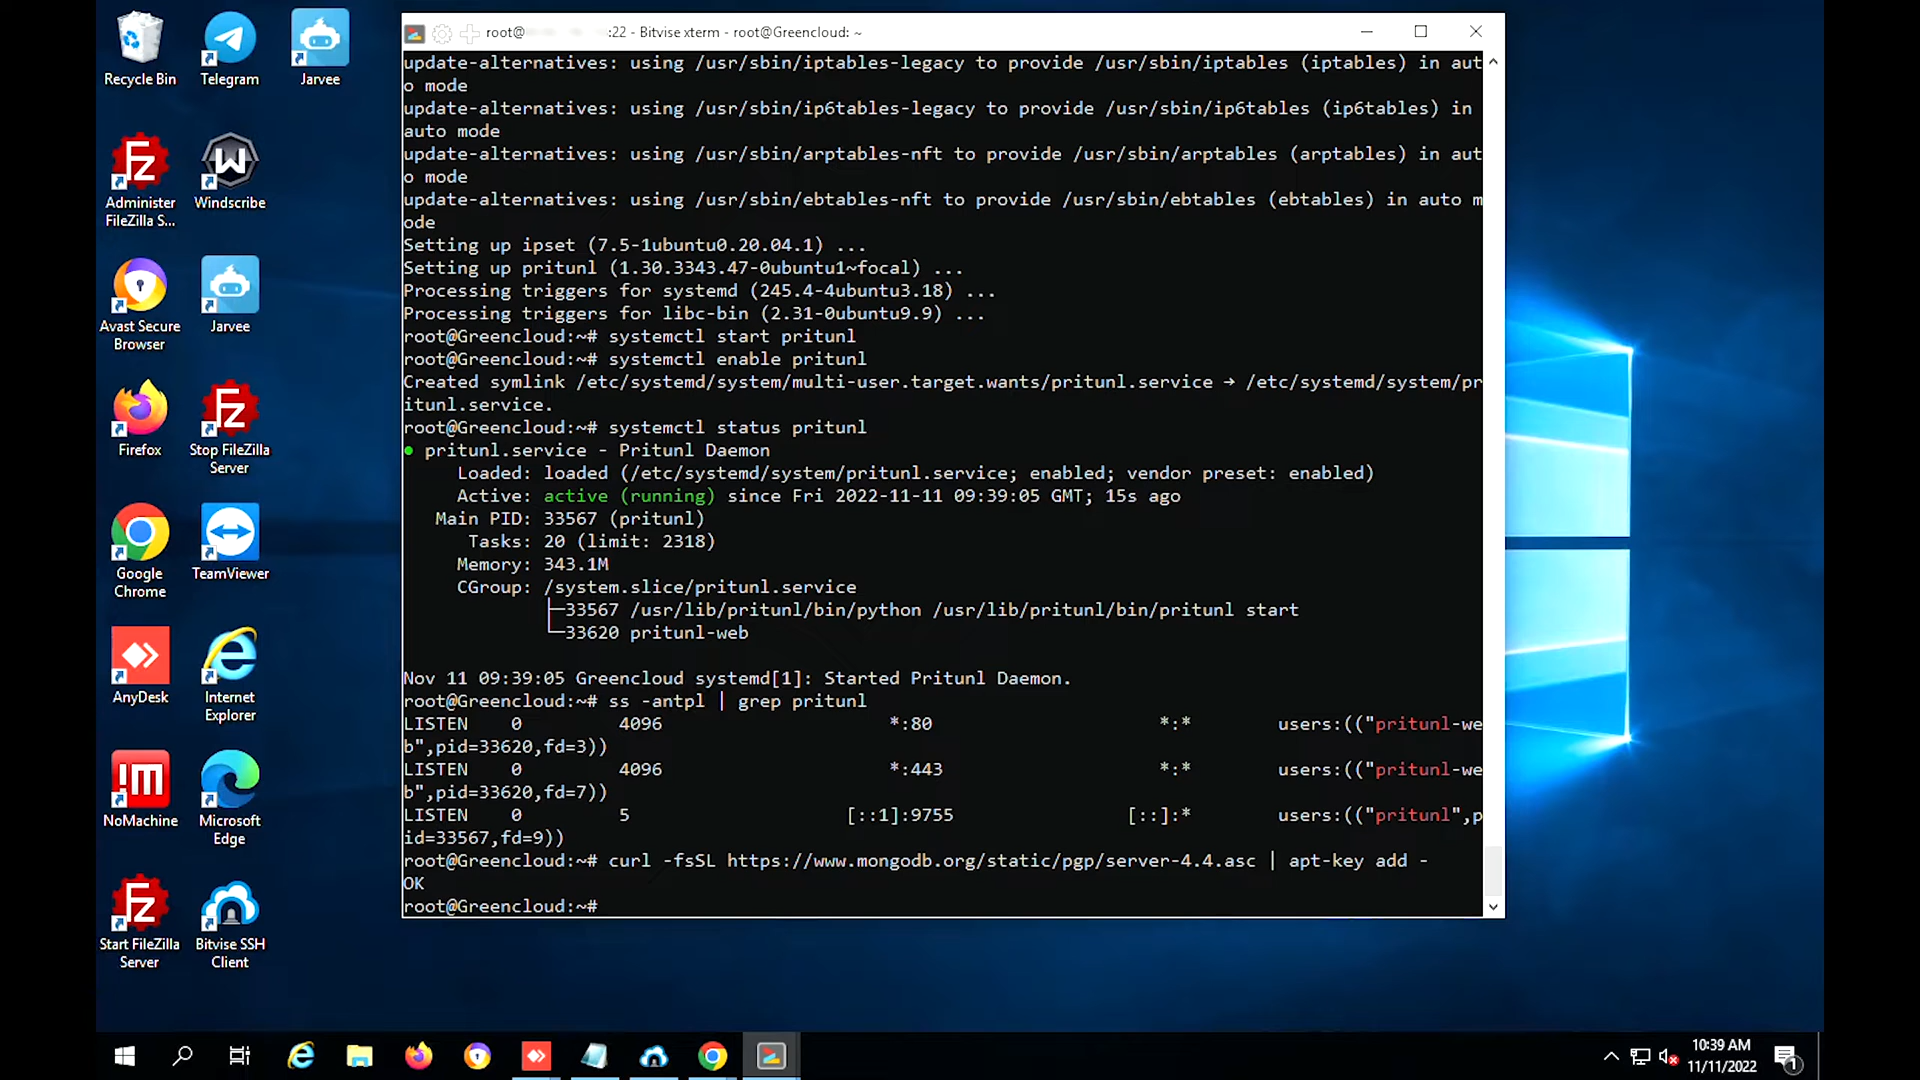 Recycle Bin
Telegram
Jarvee
Administer
FileZilla S...
Windscribe
Avast Secure
Browser
Jarvee
Firefox
Stop FileZilla
Server
Google
Chrome
TeamViewer
AnyDesk
Internet
Explorer
NoMachine
Microsoft
Edge
Start FileZilla
Server
Bitvise SSH
Client
root@ :22 - Bitvise xterm - root@Greencloud: ~
update-alternatives: using /usr/sbin/iptables-legacy to provide /usr/sbin/iptables (iptables) in aut
o mode
update-alternatives: using /usr/sbin/ip6tables-legacy to provide /usr/sbin/ip6tables (ip6tables) in
auto mode
update-alternatives: using /usr/sbin/arptables-nft to provide /usr/sbin/arptables (arptables) in aut
o mode
update-alternatives: using /usr/sbin/ebtables-nft to provide /usr/sbin/ebtables (ebtables) in auto m
ode
Setting up ipset (7.5-1ubuntu0.20.04.1) ...
Setting up pritunl (1.30.3343.47-0ubuntu1~focal) ...
Processing triggers for systemd (245.4-4ubuntu3.18) ...
Processing triggers for libc-bin (2.31-0ubuntu9.9) ...
root@Greencloud:~# systemctl start pritunl
root@Greencloud:~# systemctl enable pritunl
Created symlink /etc/systemd/system/multi-user.target.wants/pritunl.service → /etc/systemd/system/pr
itunl.service.
root@Greencloud:~# systemctl status pritunl
● pritunl.service - Pritunl Daemon
Loaded: loaded (/etc/systemd/system/pritunl.service; enabled; vendor preset: enabled)
Active: active (running) since Fri 2022-11-11 09:39:05 GMT; 15s ago
Main PID: 33567 (pritunl)
Tasks: 20 (limit: 2318)
Memory: 343.1M
CGroup: /system.slice/pritunl.service
├─33567 /usr/lib/pritunl/bin/python /usr/lib/pritunl/bin/pritunl start
└─33620 pritunl-web
Nov 11 09:39:05 Greencloud systemd[1]: Started Pritunl Daemon.
root@Greencloud:~# ss -antpl | grep pritunl
LISTEN 0 4096 *:80 *:* users:(("pritunl-we
b",pid=33620,fd=3))
LISTEN 0 4096 *:443 *:* users:(("pritunl-we
b",pid=33620,fd=7))
LISTEN 0 5 [::1]:9755 [::]:* users:(("pritunl",p
id=33567,fd=9))
root@Greencloud:~# curl -fsSL https://www.mongodb.org/static/pgp/server-4.4.asc | apt-key add -
OK
root@Greencloud:~#
10:39 AM
11/11/2022
1